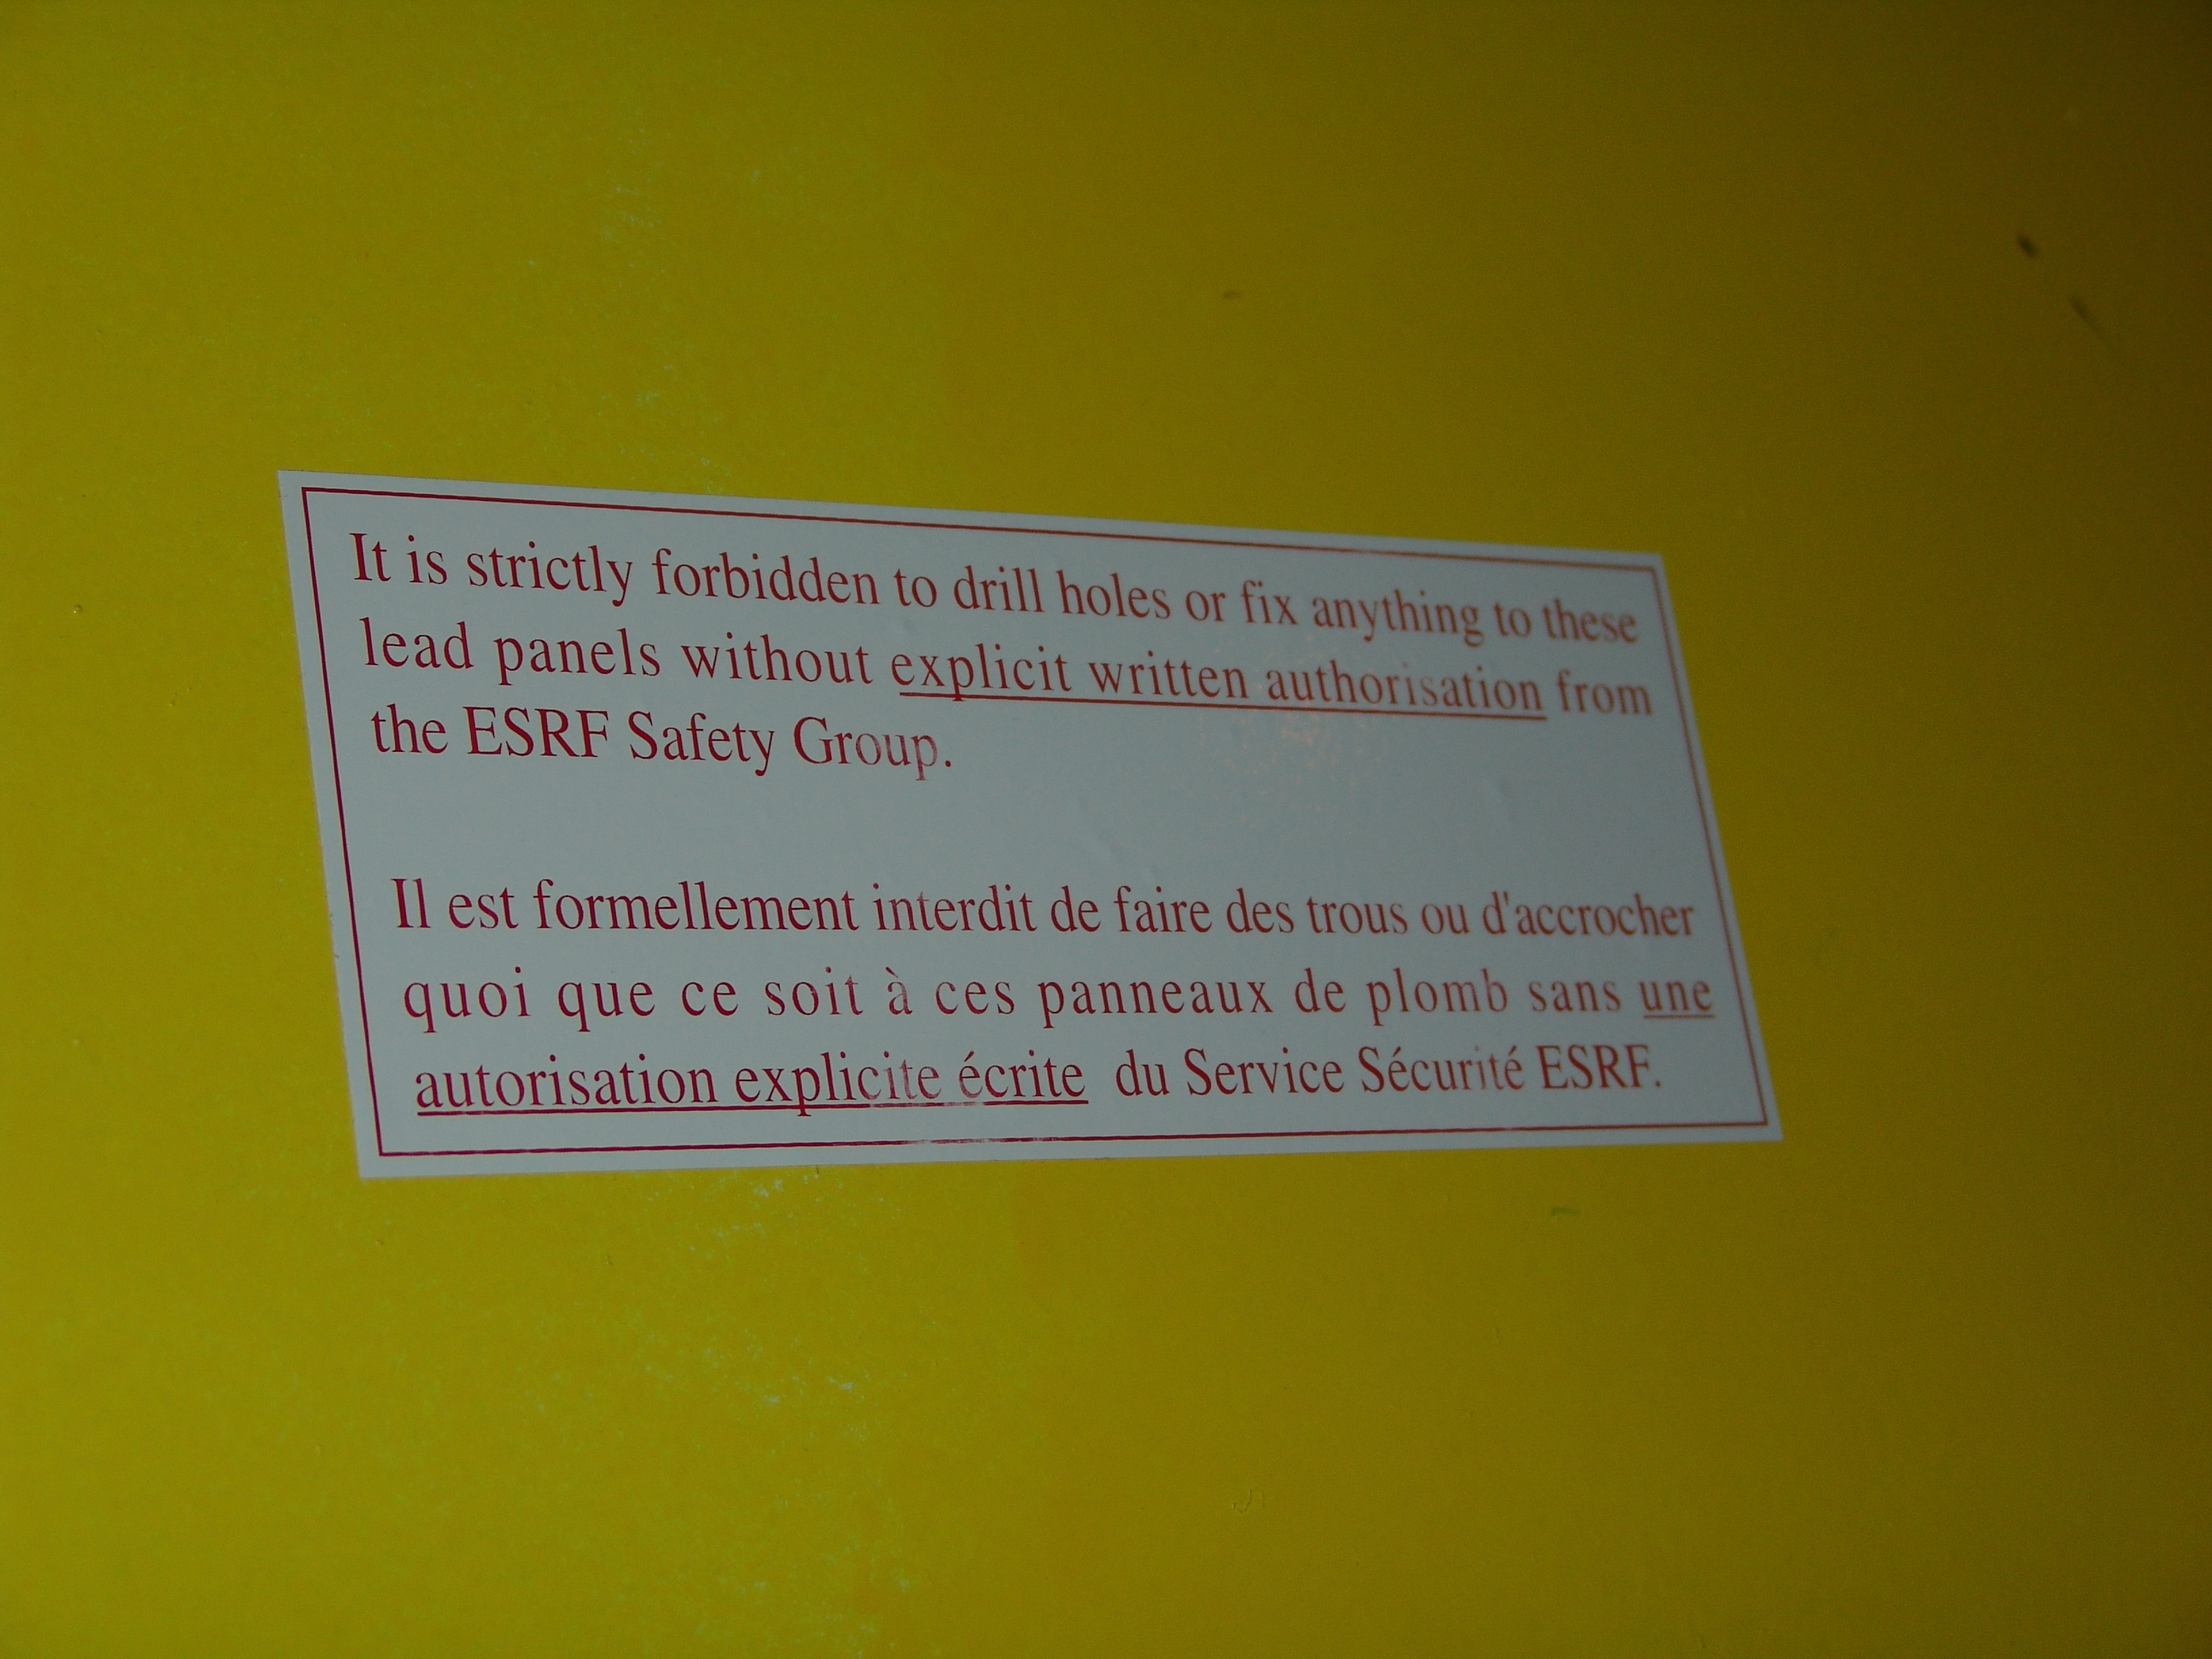 It is strictly forbidden to drill holes or fix anything to these
lead panels without explicit written authorisation from
the ESRF Safety Group.
Il est formellement interdit de faire des trous ou d'accrocher
quoi que ce soit à ces panneaux de plomb sans une
autorisation explicite écrite du Service Sécurité ESRF.